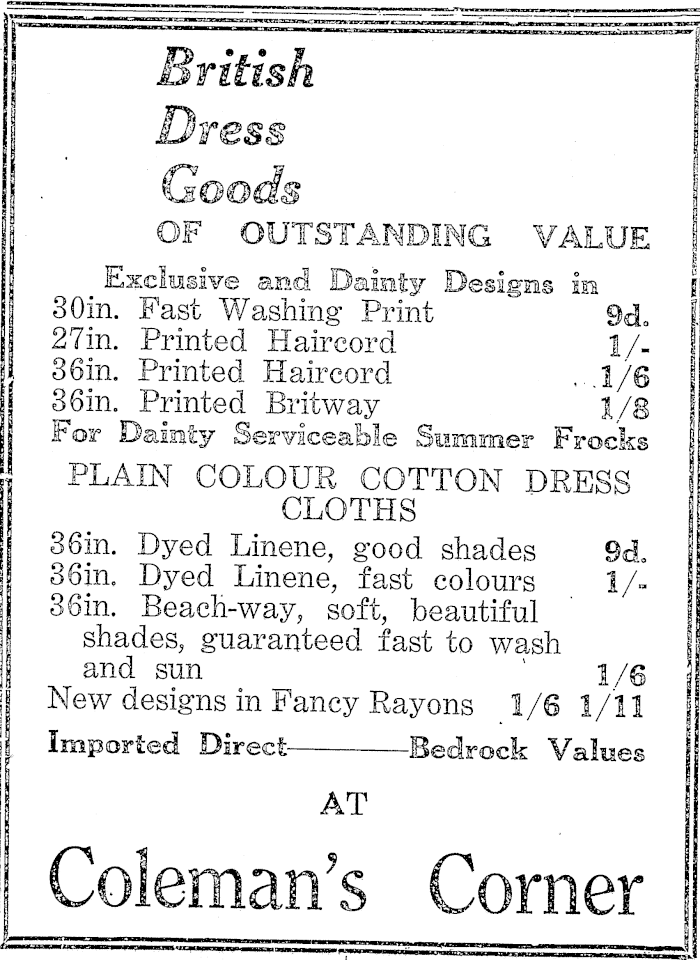 British
Dress
Goods
OF OUTSTANDING VALUE
Exclusive and Dainty Designs in
30in. Fast Washing Print 9d.
27in. Printed Haircord 1/-
36in. Printed Haircord 1/6
36in. Printed Britway 1/8
For Dainty Serviceable Summer Frocks
PLAIN COLOUR COTTON DRESS
CLOTHS
36in. Dyed Linene, good shades 9d.
36in. Dyed Linene, fast colours 1/-
36in. Beach-way, soft, beautiful
shades, guaranteed fast to wash
and sun 1/6
New designs in Fancy Rayons 1/6 1/11
Imported Direct———Bedrock Values
AT
Coleman's Corner